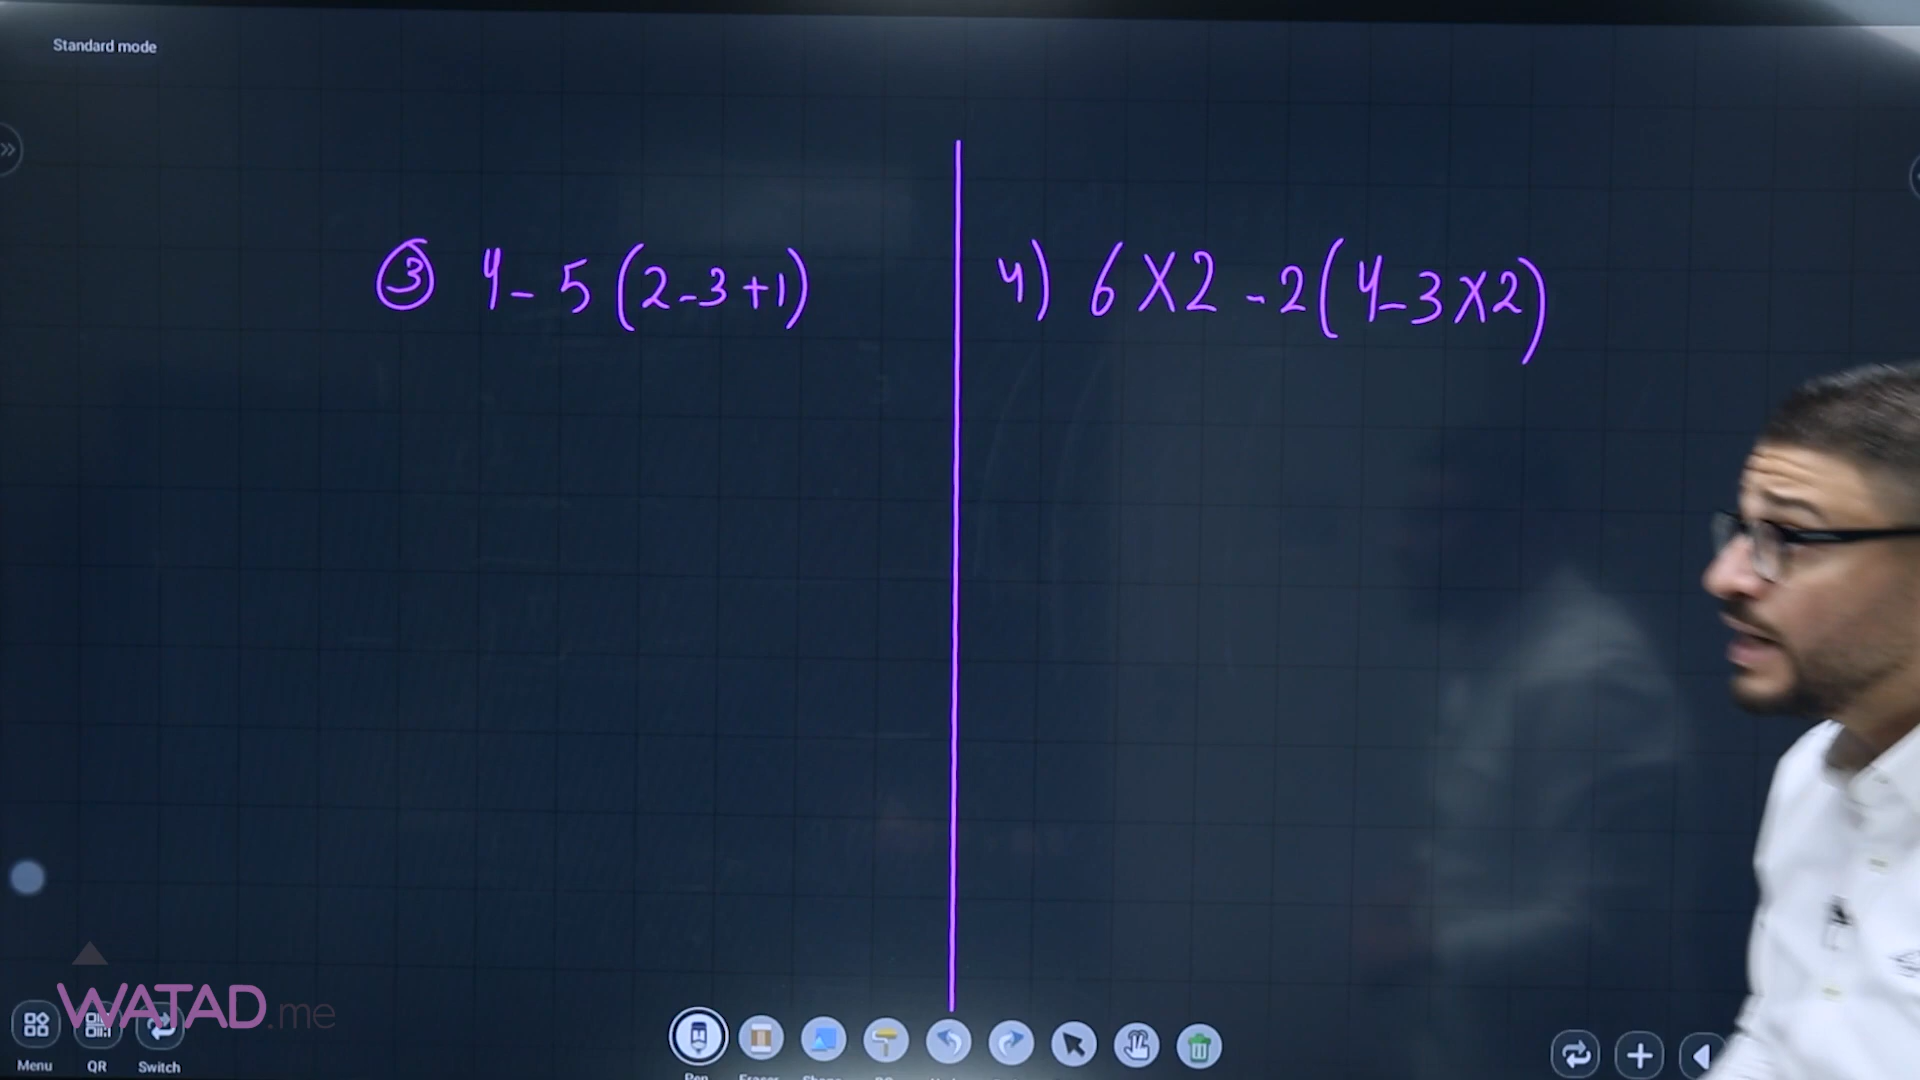 Standard mode
③ 4 - 5 (2 - 3 + 1)
4) 6 × 2 - 2 (4 - 3 × 2)
WATAD.me
Menu QR Switch
Pen